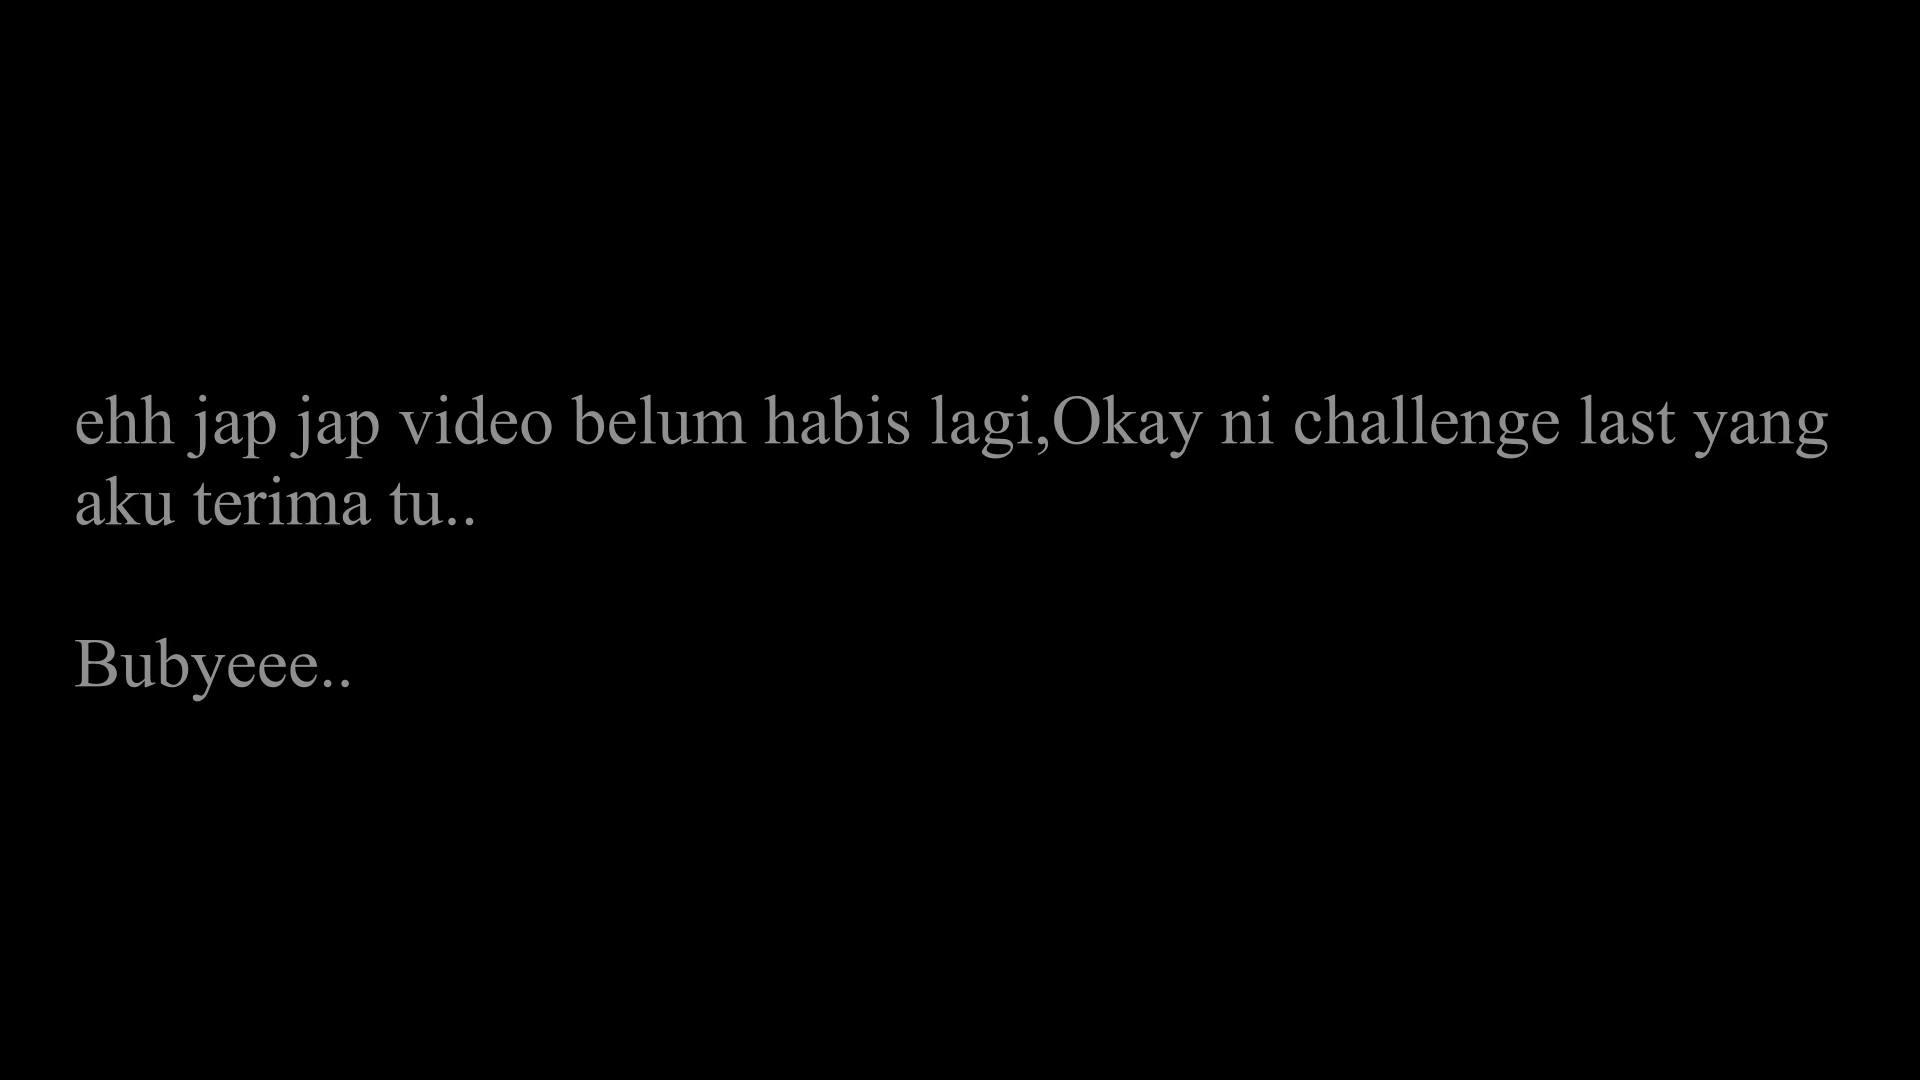 ehh jap jap video belum habis lagi,Okay ni challenge last yang
aku terima tu..
Bubyeee..